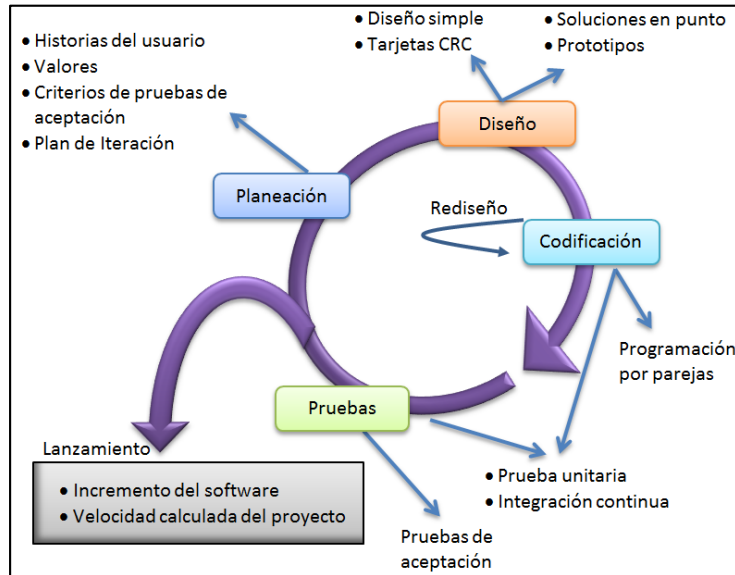 • Historias del usuario
• Valores
• Criterios de pruebas de
aceptación
• Plan de Iteración
• Diseño simple
• Tarjetas CRC
• Soluciones en punto
• Prototipos
Diseño
Planeación
Rediseño
Codificación
Programación
por parejas
Pruebas
Lanzamiento
• Incremento del software
• Velocidad calculada del proyecto
• Prueba unitaria
• Integración continua
Pruebas de
aceptación